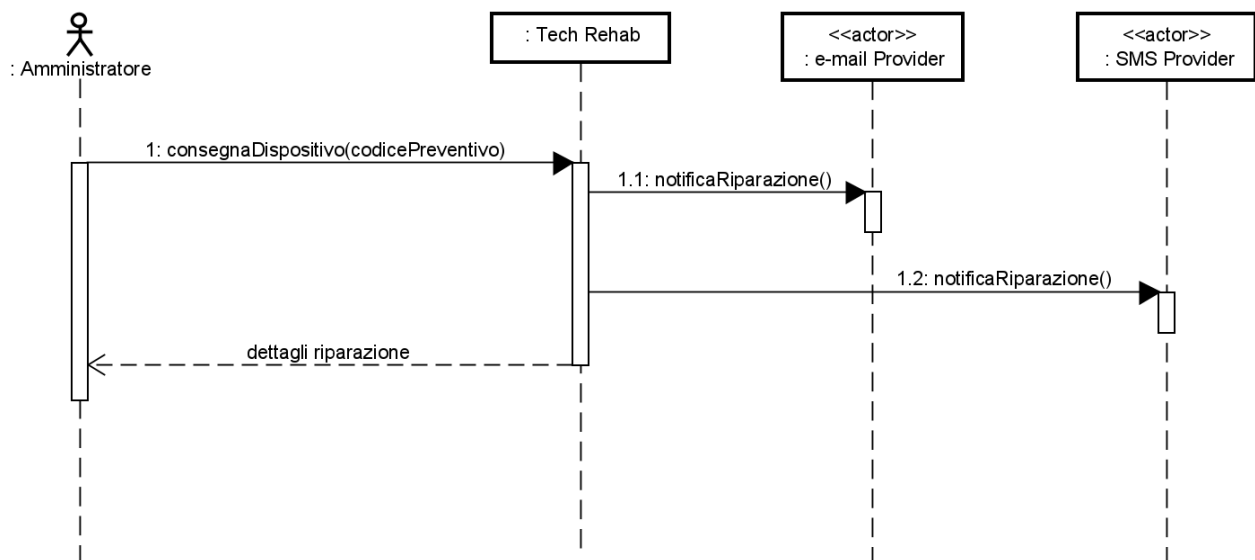 : Amministratore
: Tech Rehab
<<actor>>
: e-mail Provider
<<actor>>
: SMS Provider
1: consegnaDispositivo(codicePreventivo)
1.1: notificaRiparazione()
1.2: notificaRiparazione()
dettagli riparazione